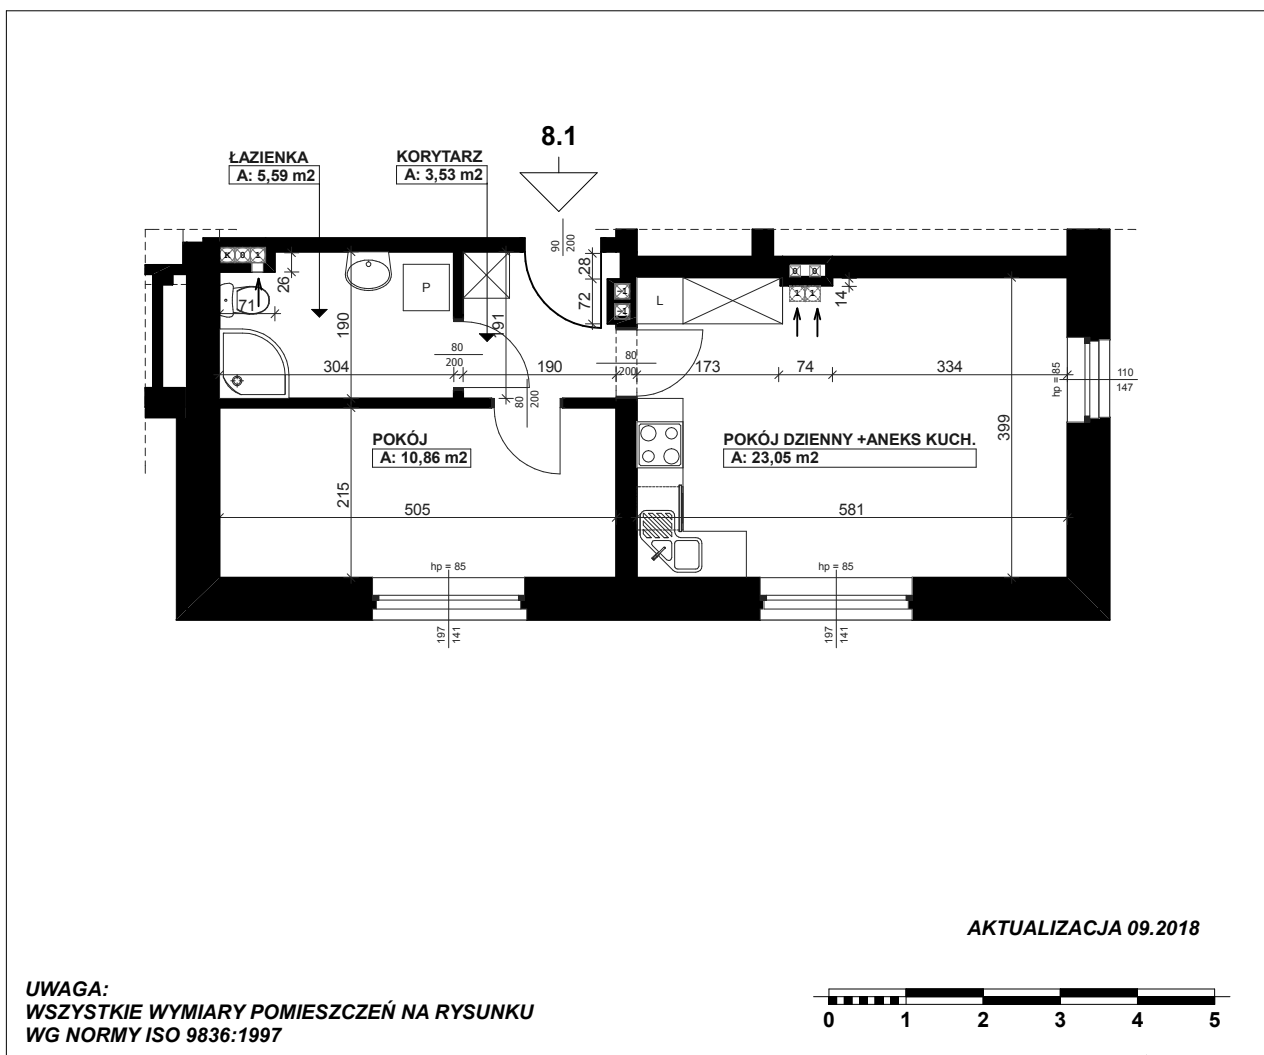 8.1
ŁAZIENKA
A: 5,59 m2
KORYTARZ
A: 3,53 m2
90
200
28
72
26
71
190
P
191
L
14
304
80
200
190
80
200
173
74
334
hp = 85
110
147
80
200
399
POKÓJ
A: 10,86 m2
POKÓJ DZIENNY +ANEKS KUCH.
A: 23,05 m2
215
505
581
hp = 85
hp = 85
197
141
197
141
AKTUALIZACJA 09.2018
UWAGA:
WSZYSTKIE WYMIARY POMIESZCZEŃ NA RYSUNKU
WG NORMY ISO 9836:1997
0 1 2 3 4 5